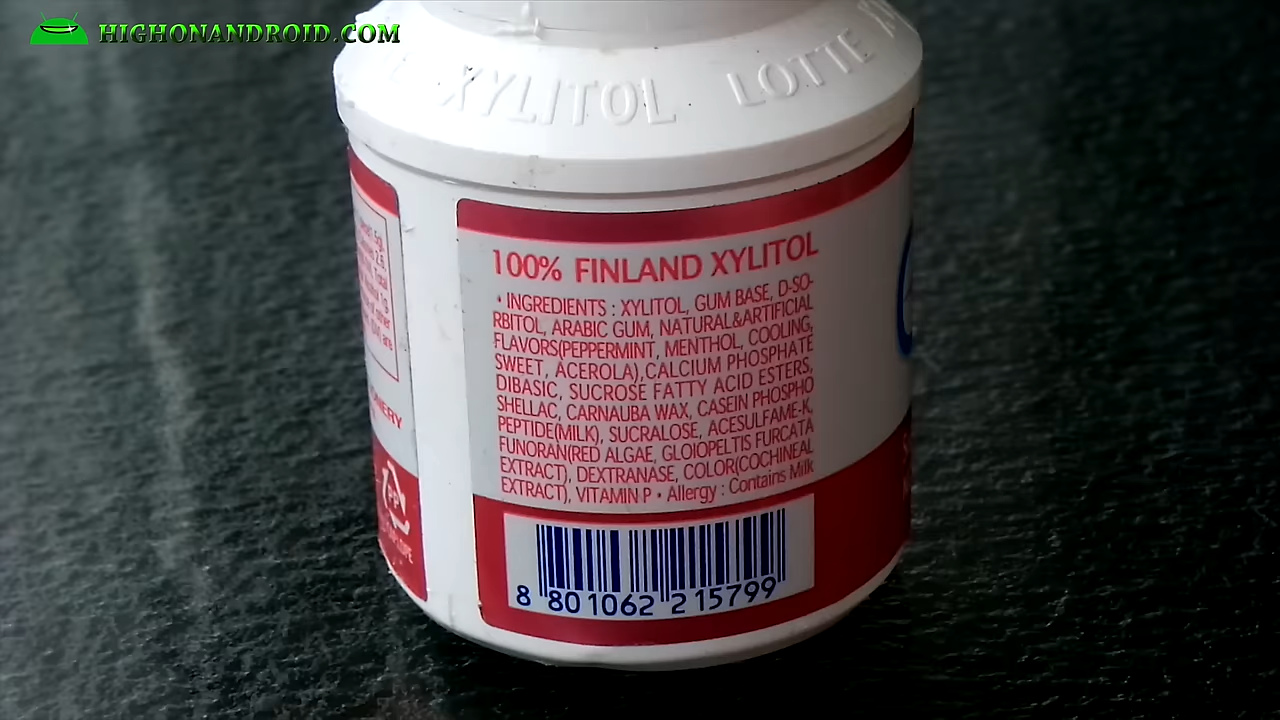 HIGHONANDROID.COM
XYLITOL LOTTE
100% FINLAND XYLITOL
• INGREDIENTS : XYLITOL, GUM BASE, D-SO-
RBITOL, ARABIC GUM, NATURAL&ARTIFICIAL
FLAVORS(PEPPERMINT, MENTHOL, COOLING,
SWEET, ACEROLA), CALCIUM PHOSPHATE
DIBASIC, SUCROSE FATTY ACID ESTERS,
SHELLAC, CARNAUBA WAX, CASEIN PHOSPHO
PEPTIDE(MILK), SUCRALOSE, ACESULFAME-K,
FUNORAN(RED ALGAE, GLOIOPELTIS FURCATA
EXTRACT), DEXTRANASE, COLOR(COCHINEAL
EXTRACT), VITAMIN P • Allergy : Contains Milk
8 801062 215799
PP